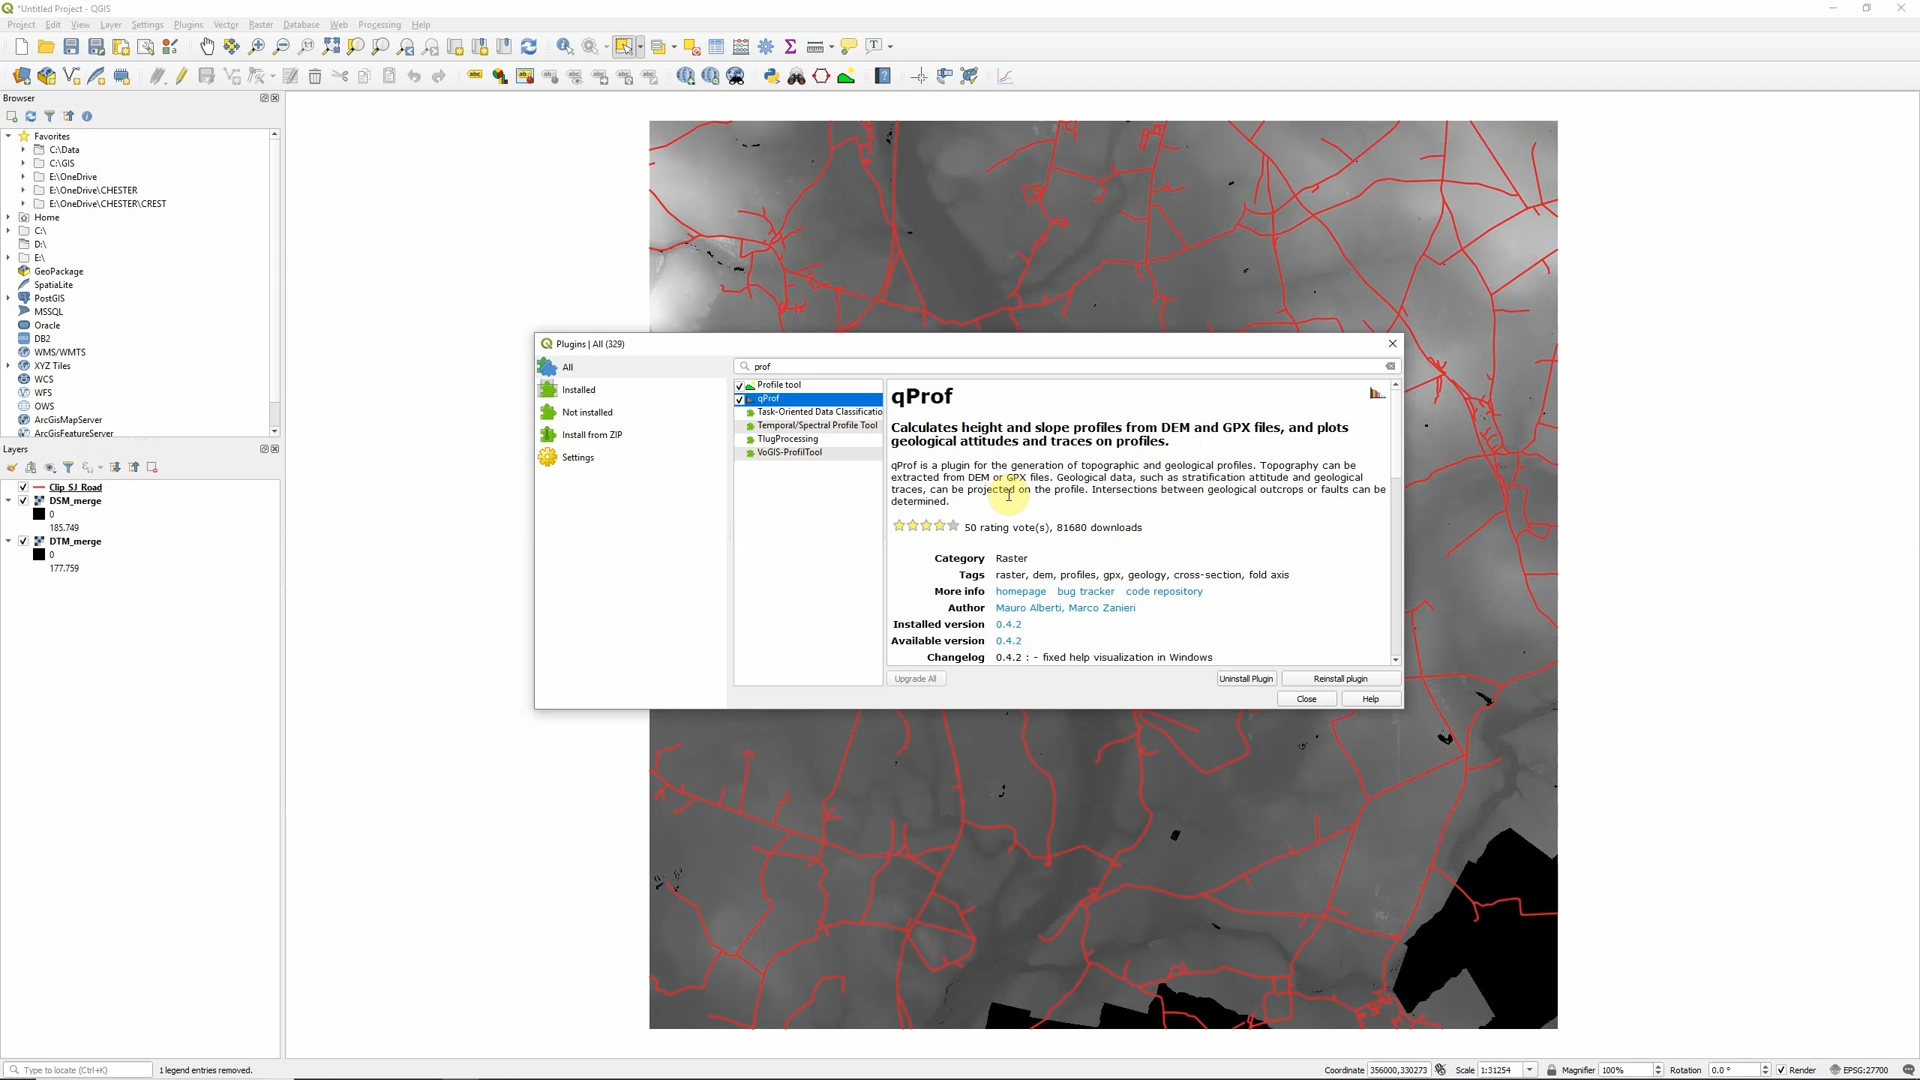 *Untitled Project - QGIS
Project Edit View Layer Settings Plugins Vector Raster Database Web Mesh Processing Help
Browser
Favorites
C:\Data
C:\GIS
E:\OneDrive
E:\OneDrive\CHESTER
E:\OneDrive\CHESTER\CREST
Home
C:\
D:\
E:\
GeoPackage
SpatiaLite
PostGIS
MSSQL
Oracle
DB2
WMS/WMTS
XYZ Tiles
WCS
WFS
OWS
ArcGisMapServer
ArcGisFeatureServer
Layers
Clip_SJ_Road
DSM_merge
0
185.749
DTM_merge
0
177.759
Plugins | All (329)
All
Installed
Not installed
Install from ZIP
Settings
prof
Profile tool
qProf
Task-Oriented Data Classificatio
Temporal/Spectral Profile Tool
TlugProcessing
VoGIS-ProfilTool
qProf
Calculates height and slope profiles from DEM and GPX files, and plots
geological attitudes and traces on profiles.
qProf is a plugin for the generation of topographic and geological profiles. Topography can be
extracted from DEM or GPX files. Geological data, such as stratification attitude and geological
traces, can be projected on the profile. Intersections between geological outcrops or faults can be
determined.
50 rating vote(s), 81680 downloads
Category Raster
Tags raster, dem, profiles, gpx, geology, cross-section, fold axis
More info homepage bug tracker code repository
Author Mauro Alberti, Marco Zanieri
Installed version 0.4.2
Available version 0.4.2
Changelog 0.4.2 : - fixed help visualization in Windows
Upgrade All Uninstall Plugin Reinstall plugin
Close Help
Type to locate (Ctrl+K) 1 legend entries removed. Coordinate 356000,330273 Scale 1:31254 Magnifier 100% Rotation 0.0 ° Render EPSG:27700